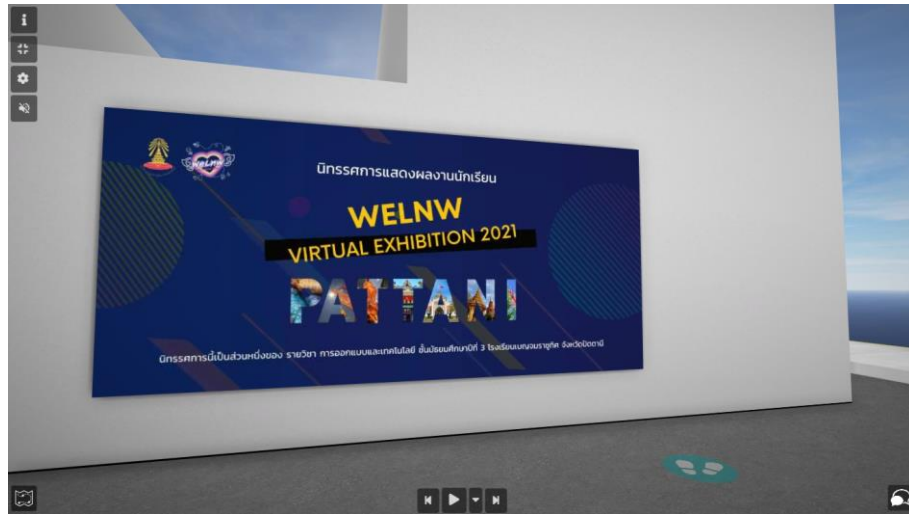 WeLNW
นิทรรศการแสดงผลงานนักเรียน
WELNW
VIRTUAL EXHIBITION 2021
PATTANI
นิทรรศการนี้เป็นส่วนหนึ่งของ รายวิชา การออกแบบและเทคโนโลยี ชั้นมัธยมศึกษาปีที่ 3 โรงเรียนเบญจมราชูทิศ จังหวัดปัตตานี